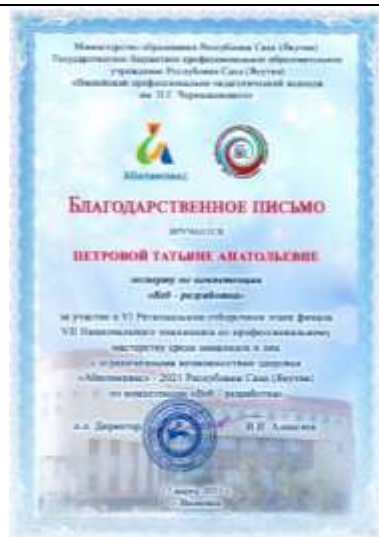 Министерство образования Республики Саха (Якутия)
Государственное бюджетное профессиональное образовательное
учреждение Республики Саха (Якутия)
«Вилюйский профессионально-педагогический колледж
им. Н.Г. Чернышевского»
Абилимпикс
БЛАГОДАРСТВЕННОЕ ПИСЬМО
вручается
ПЕТРОВОЙ ТАТЬЯНЕ АНАТОЛЬЕВНЕ
эксперту по компетенции
«Веб - разработка»
за участие в VI Региональном отборочном этапе финала
VII Национального чемпионата по профессиональному
мастерству среди инвалидов и лиц
с ограниченными возможностями здоровья
«Абилимпикс» - 2021 Республики Саха (Якутия)
по компетенции «Веб - разработка»
и.о. Директор